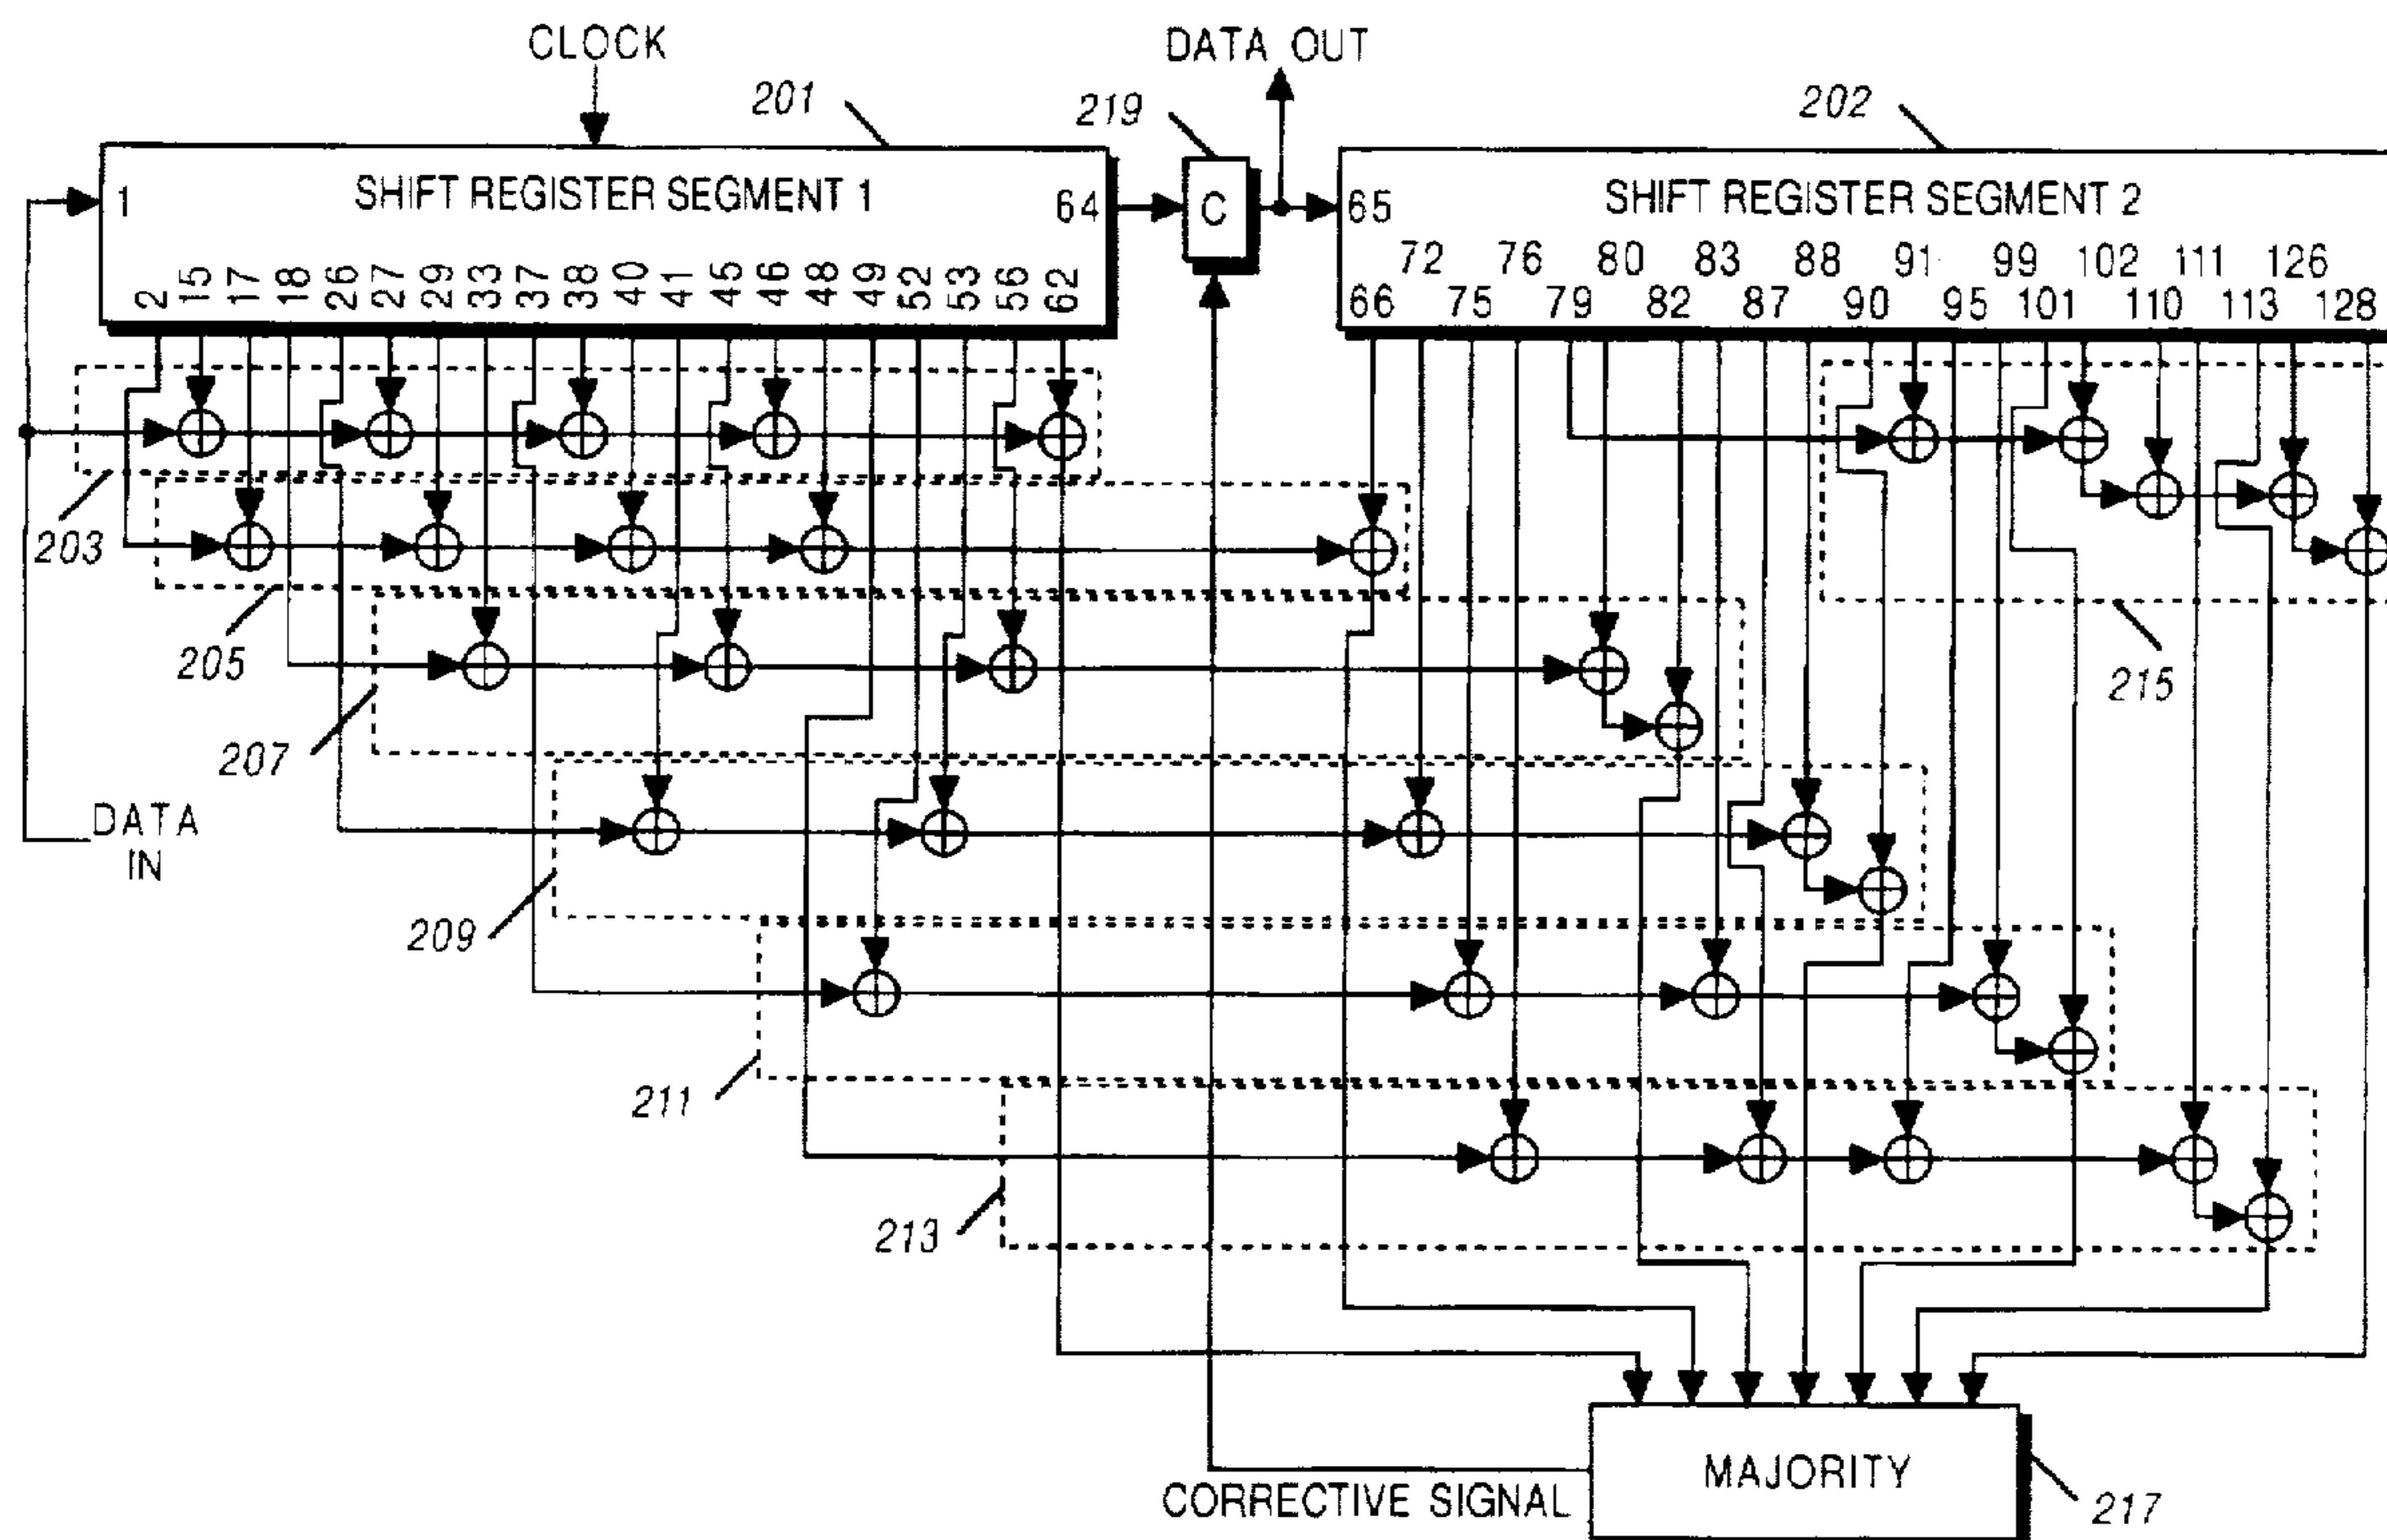 CLOCK
DATA OUT
201
219
202
1
SHIFT REGISTER SEGMENT 1
64
C
65
SHIFT REGISTER SEGMENT 2
2 15 17 18 26 27 29 33 37 38 40 41 45 46 48 49 52 53 56 62
72 76 80 83 88 91 99 102 111 126
66 75 79 82 87 90 95 101 110 113 128
203
205
215
207
DATA
IN
209
211
213
MAJORITY
CORRECTIVE SIGNAL
217